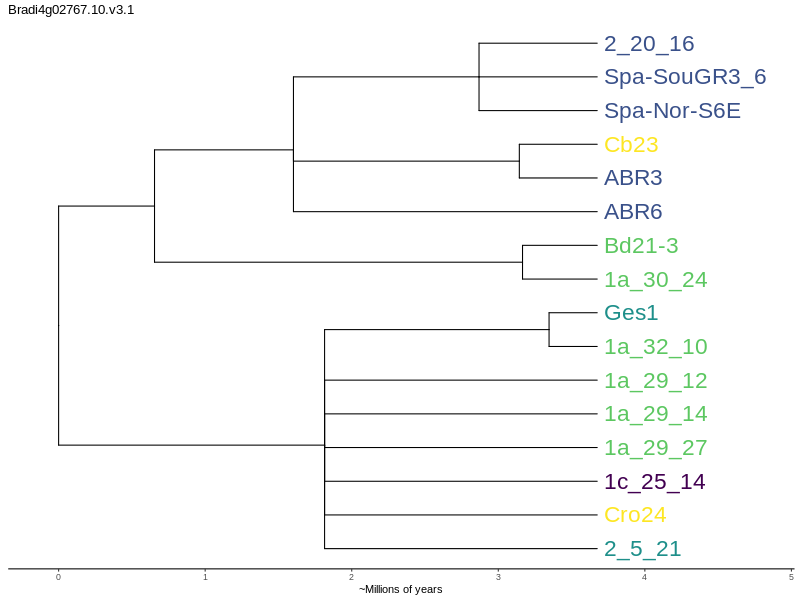 Bradi4g02767.10.v3.1
2_20_16
Spa-SouGR3_6
Spa-Nor-S6E
Cb23
ABR3
ABR6
Bd21-3
1a_30_24
Ges1
1a_32_10
1a_29_12
1a_29_14
1a_29_27
1c_25_14
Cro24
2_5_21
0 1 2 3 4 5
~Millions of years